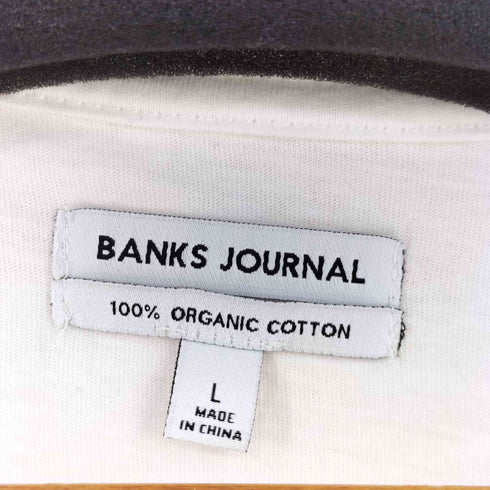 BANKS JOURNAL
100% ORGANIC COTTON
L
MADE
IN CHINA